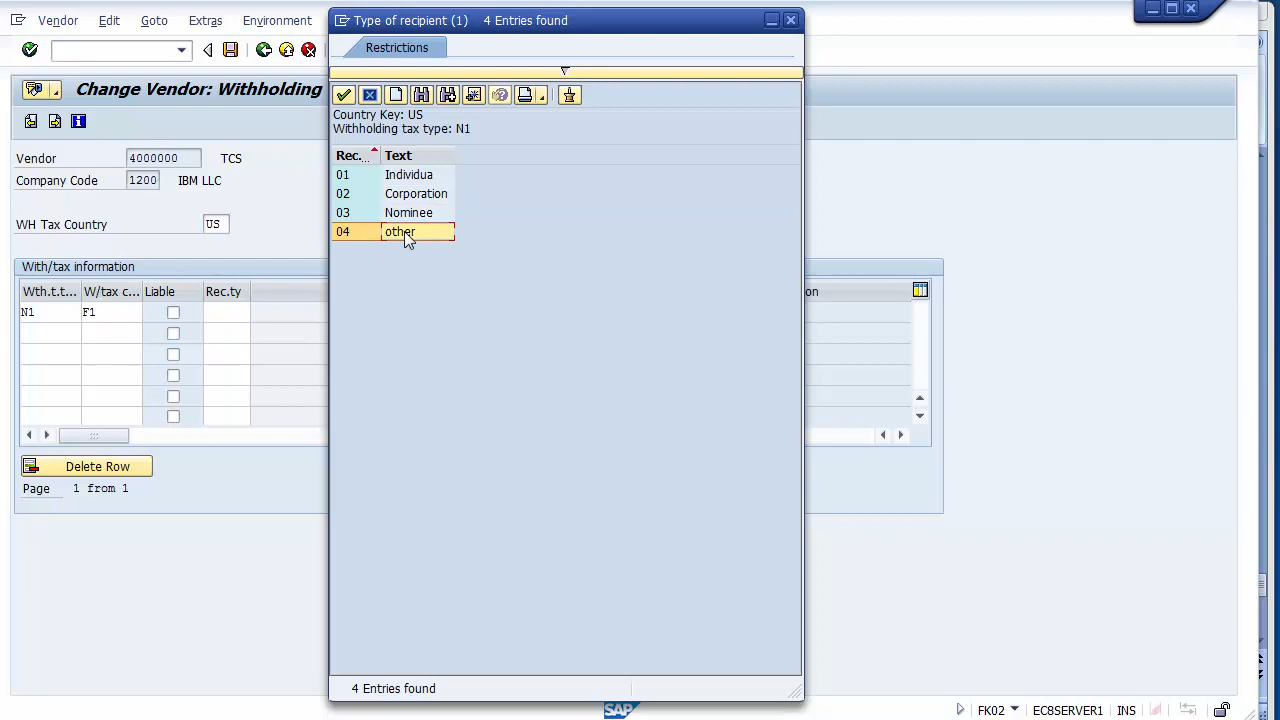 Vendor Edit Goto Extras Environment
Type of recipient (1) 4 Entries found
Restrictions
Change Vendor: Withholding
Country Key: US
Withholding tax type: N1
Vendor 4000000 TCS
Company Code 1200 IBM LLC
WH Tax Country US
Rec.... Text
01 Individua
02 Corporation
03 Nominee
04 other
With/tax information
Wth.t.t... W/tax c... Liable Rec.ty on
N1 F1
Delete Row
Page 1 from 1
4 Entries found
SAP
FK02 ECSSERVER1 INS